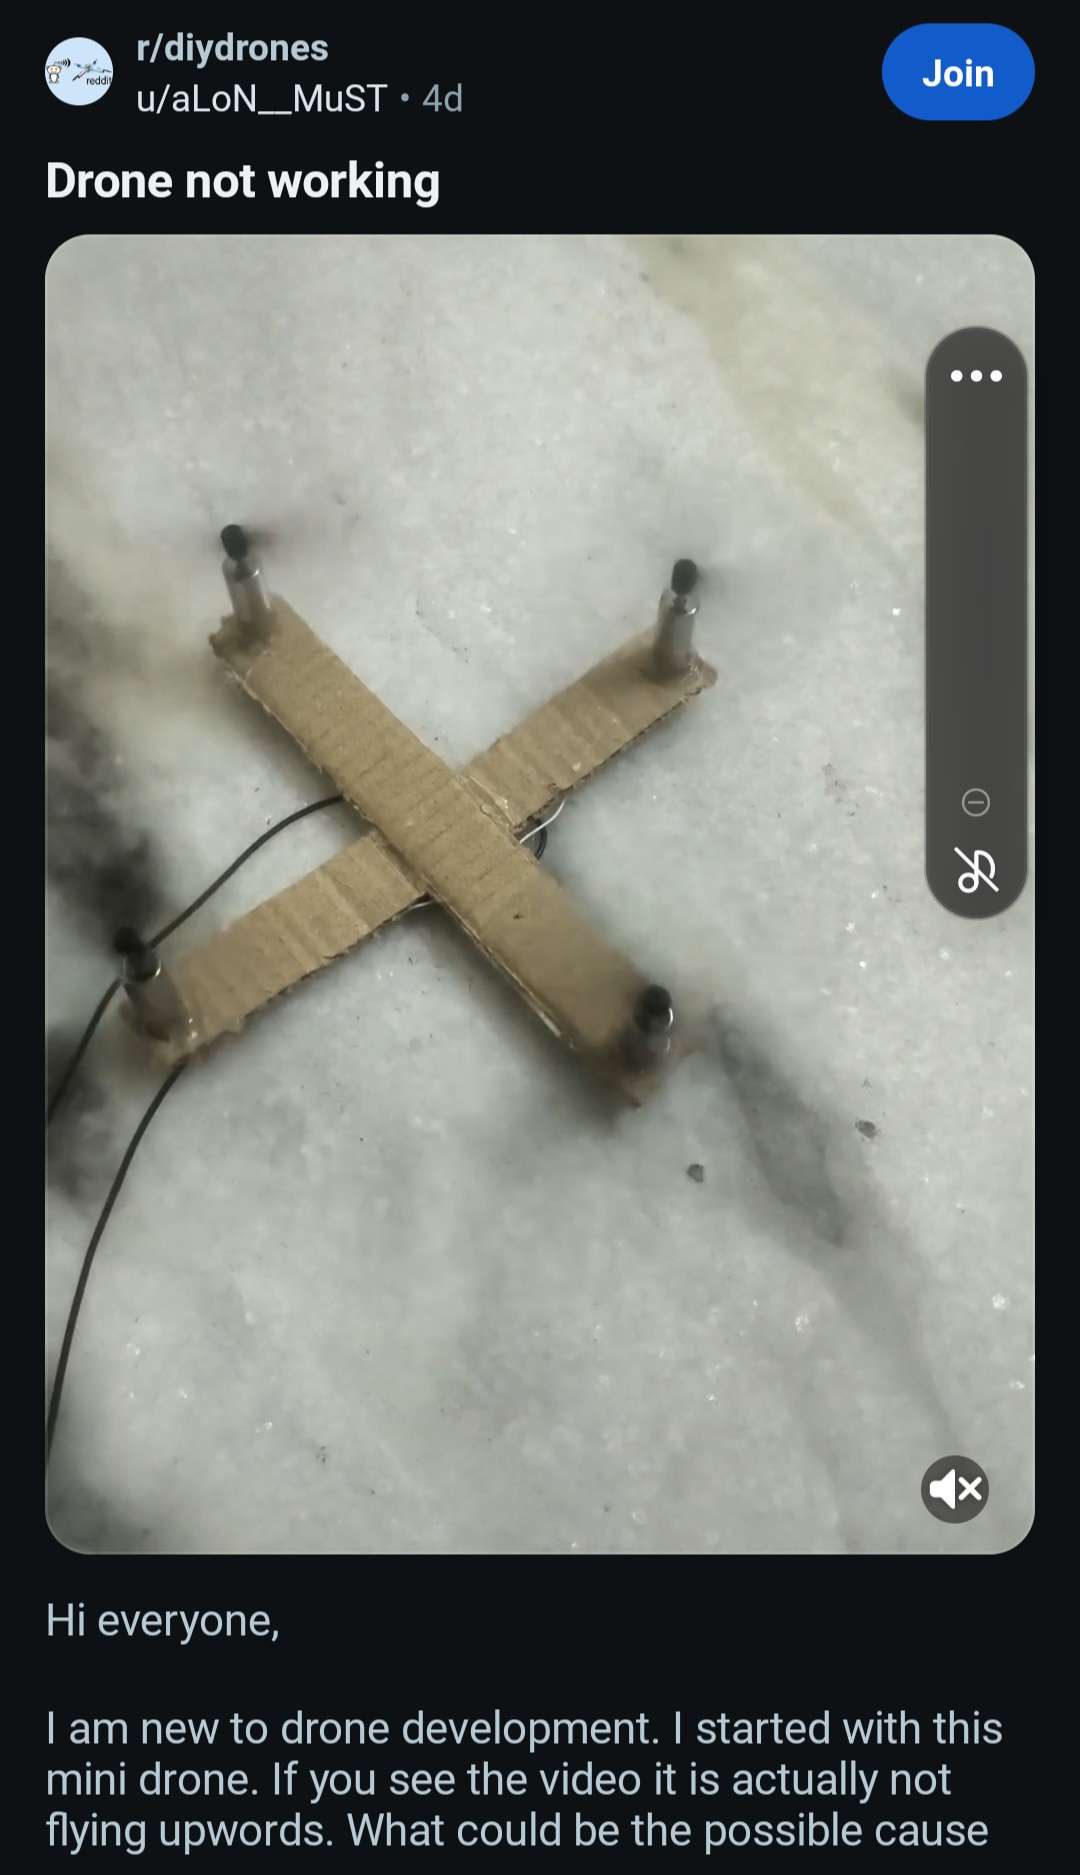 r/diydrones
u/aLoN__MuST • 4d
Join
reddit
Drone not working
Hi everyone,
I am new to drone development. I started with this
mini drone. If you see the video it is actually not
flying upwords. What could be the possible cause